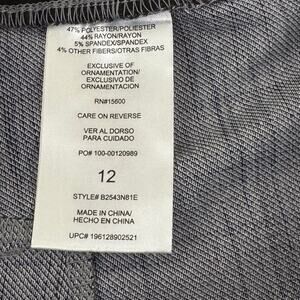 47% POLYESTER/POLIESTER
44% RAYON/RAYON
5% SPANDEX/SPANDEX
4% OTHER FIBERS/OTRAS FIBRAS
EXCLUSIVE OF
ORNAMENTATION/
EXCLUSIVO DE
ORNAMENTACION
RN#15600
CARE ON REVERSE
VER AL DORSO
PARA CUIDADO
PO# 100-00120989
12
STYLE# B2543N81E
MADE IN CHINA/
HECHO EN CHINA
UPC# 196128902521